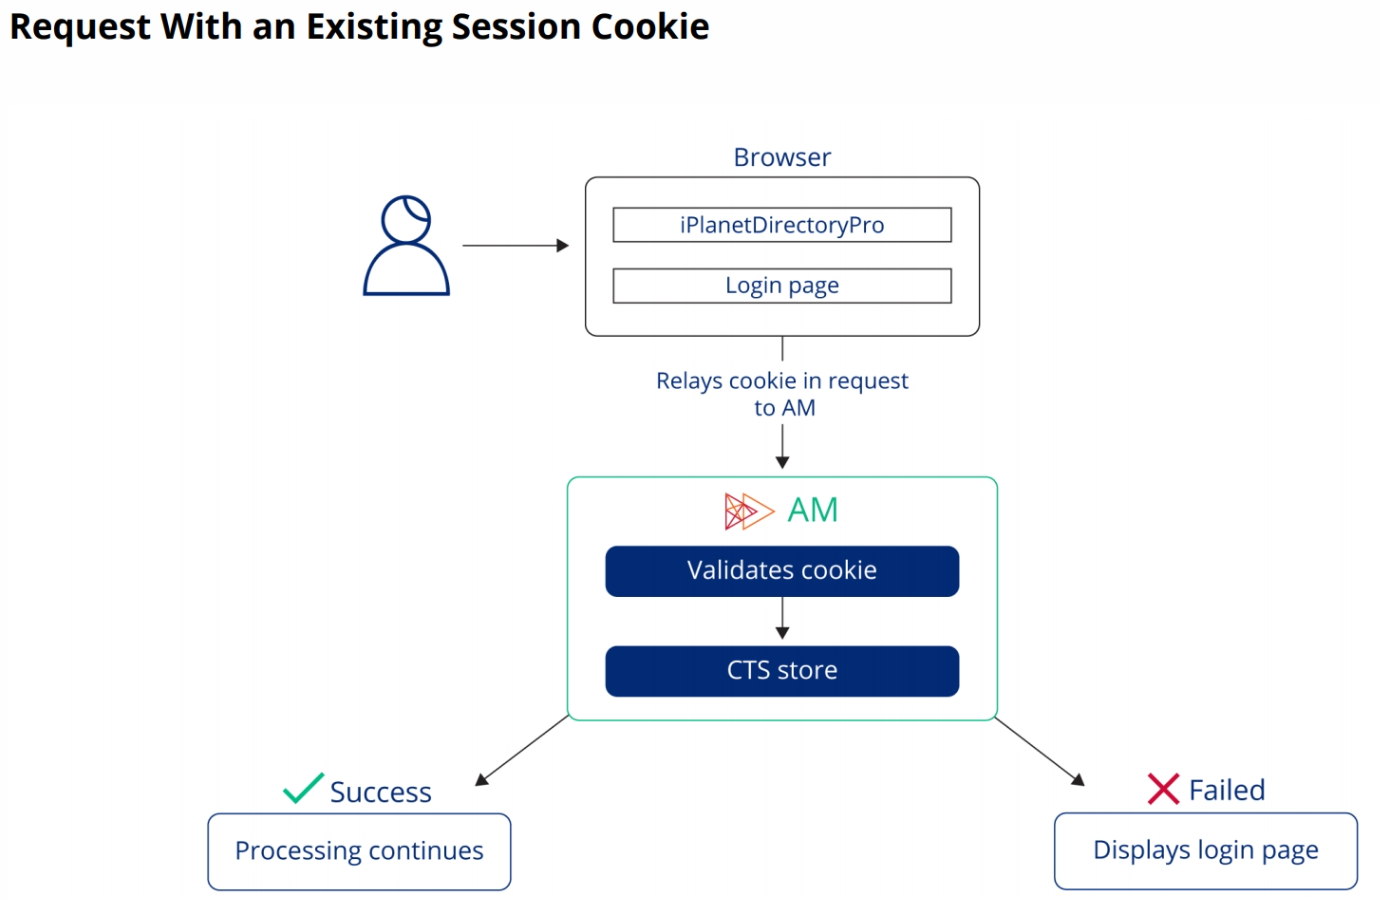 Request With an Existing Session Cookie
Browser
iPlanetDirectoryPro
Login page
Relays cookie in request
to AM
AM
Validates cookie
CTS store
Success
Processing continues
Failed
Displays login page